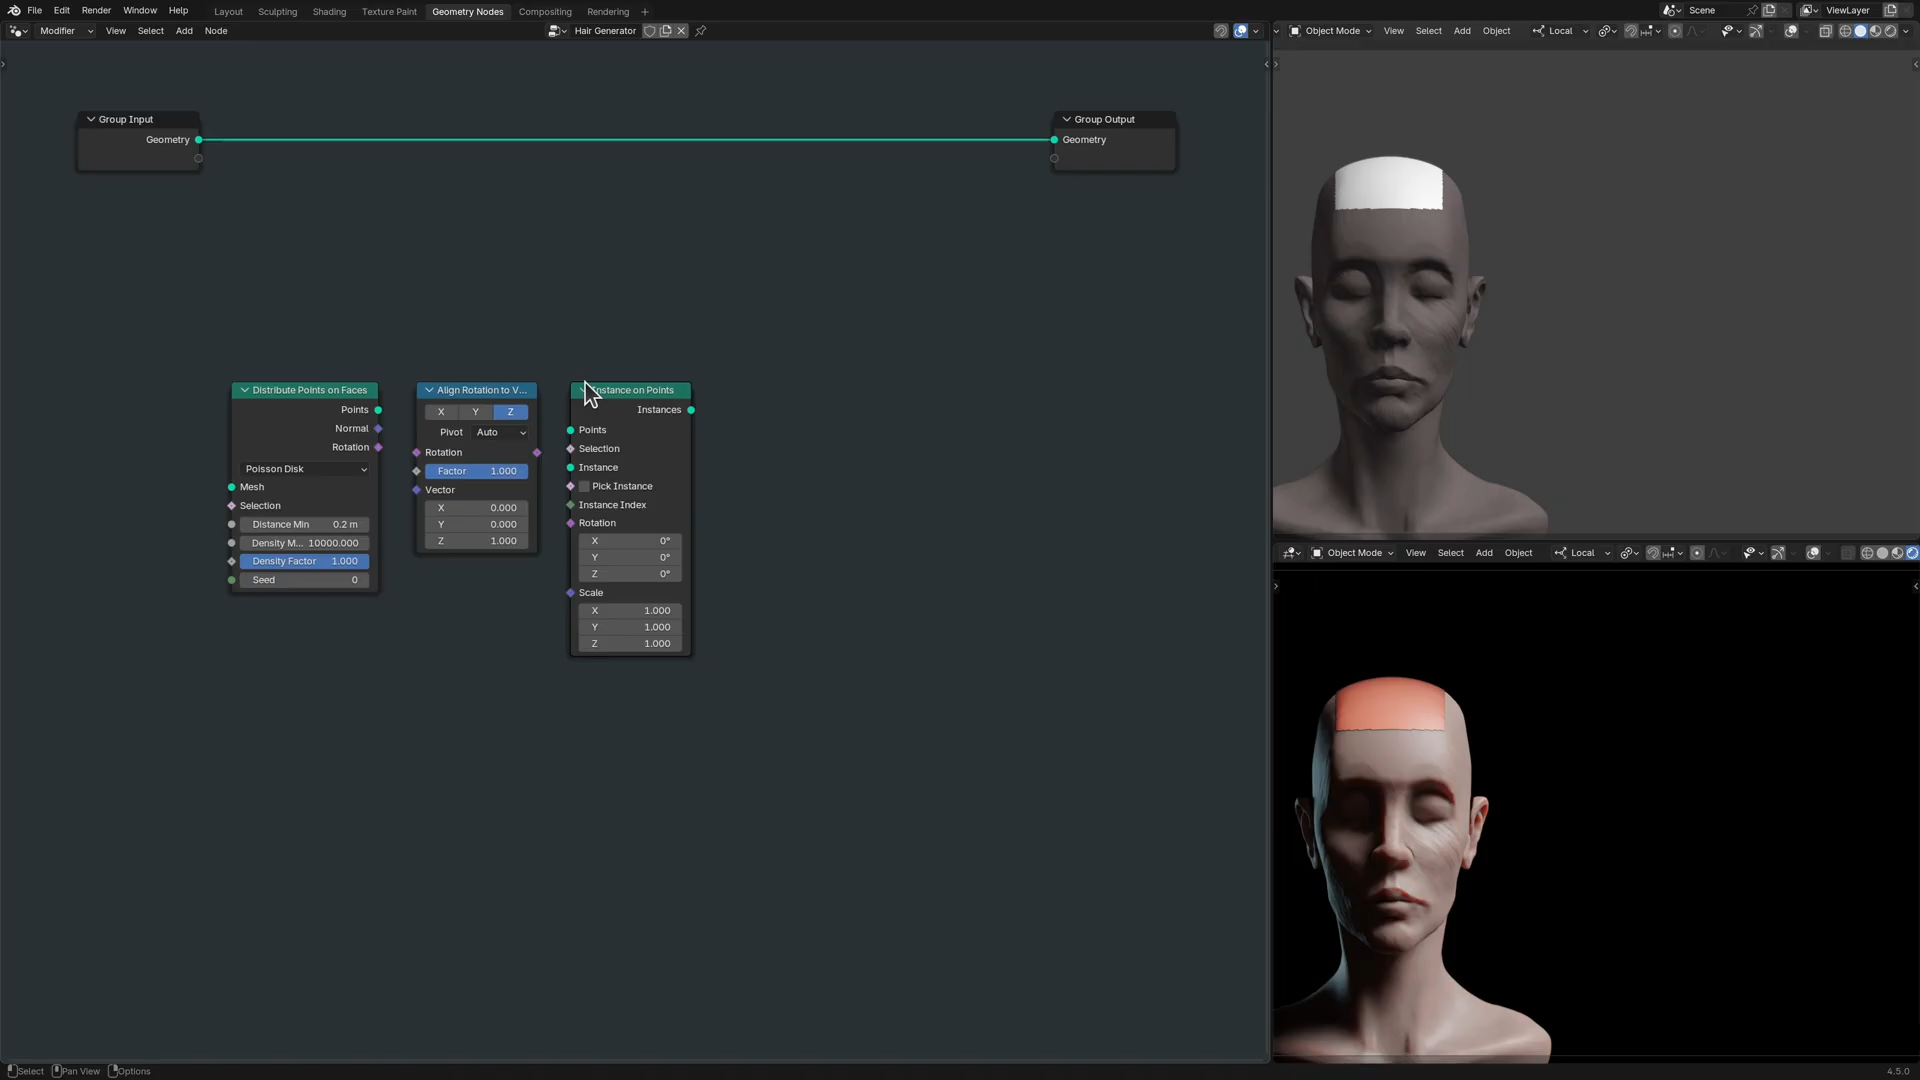 File Edit Render Window Help Layout Sculpting Shading Texture Paint Geometry Nodes Compositing Rendering + Scene ViewLayer
Modifier View Select Add Node Hair Generator Object Mode View Select Add Object Local
Group Input
Geometry
Group Output
Geometry
Distribute Points on Faces
Points
Normal
Rotation
Poisson Disk
Mesh
Selection
Distance Min 0.2 m
Density M... 10000.000
Density Factor 1.000
Seed 0
Align Rotation to V...
X Y Z
Pivot Auto
Rotation
Factor 1.000
Vector
X 0.000
Y 0.000
Z 1.000
Instance on Points
Instances
Points
Selection
Instance
Pick Instance
Instance Index
Rotation
X 0°
Y 0°
Z 0°
Scale
X 1.000
Y 1.000
Z 1.000
Object Mode View Select Add Object Local
Select Pan View Options 4.5.0